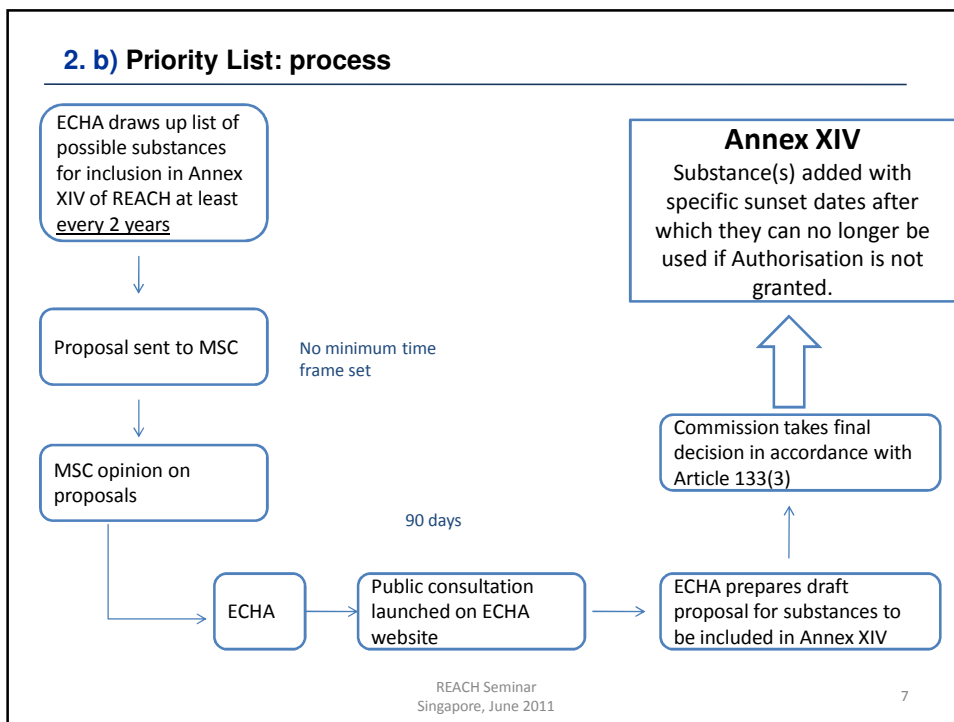 2. b) Priority List: process
ECHA draws up list of
possible substances
for inclusion in Annex
XIV of REACH at least
every 2 years
Proposal sent to MSC
No minimum time
frame set
MSC opinion on
proposals
90 days
ECHA
Public consultation
launched on ECHA
website
ECHA prepares draft
proposal for substances to
be included in Annex XIV
Commission takes final
decision in accordance with
Article 133(3)
Annex XIV
Substance(s) added with
specific sunset dates after
which they can no longer be
used if Authorisation is not
granted.
REACH Seminar
Singapore, June 2011
7